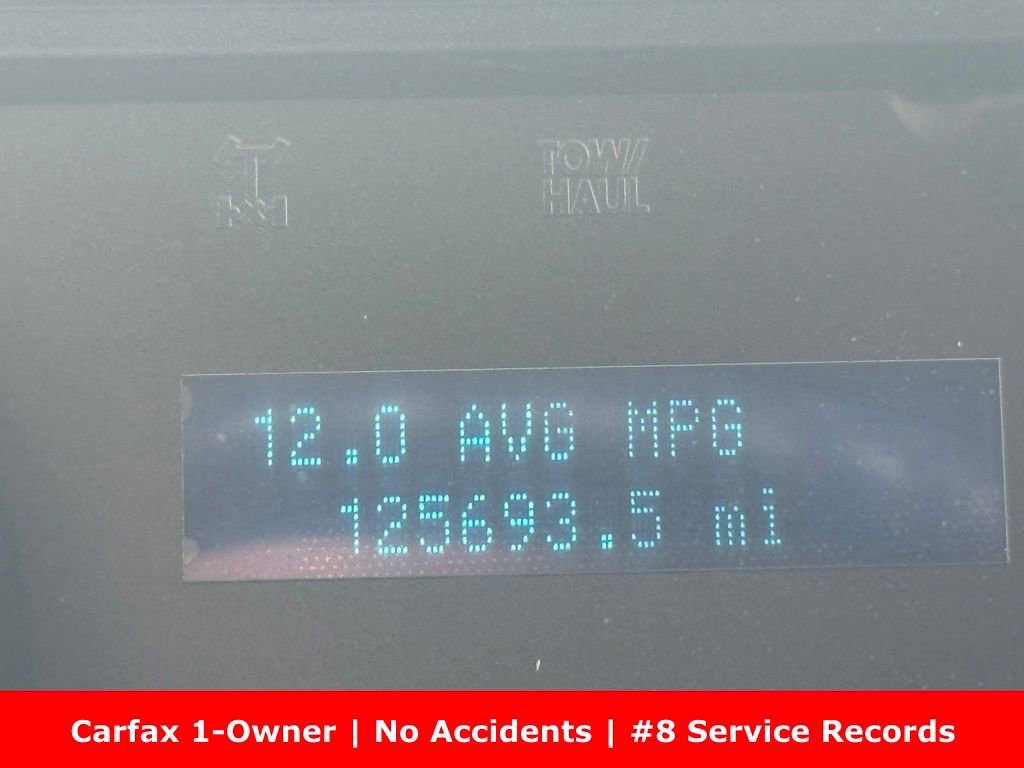 TOW/
HAUL
12.0 AVG MPG
125693.5 mi
Carfax 1-Owner | No Accidents | #8 Service Records